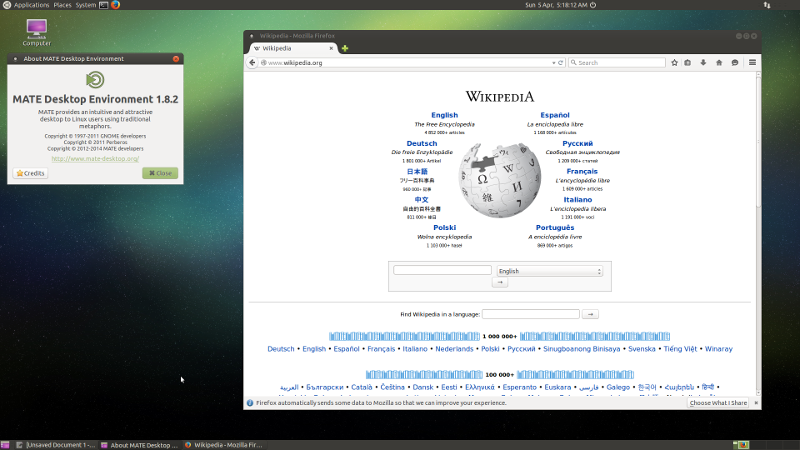 Applications Places System
Sun 5 Apr, 5:18:12 AM
Computer
About MATE Desktop Environment
MATE Desktop Environment 1.8.2
MATE provides an intuitive and attractive
desktop to Linux users using traditional
metaphors.
Copyright © 1997-2011 GNOME developers
Copyright © 2011 Perberos
Copyright © 2012-2014 MATE developers
http://www.mate-desktop.org/
Credits
Close
Wikipedia - Mozilla Firefox
Wikipedia
www.wikipedia.org
Search
WIKIPEDIA
English
The Free Encyclopedia
4 852 000+ articles
Español
La enciclopedia libre
1 168 000+ artículos
Deutsch
Die freie Enzyklopädie
1 801 000+ Artikel
Русский
Свободная энциклопедия
1 209 000+ статей
日本語
フリー百科事典
950 000+ 記事
Français
L'encyclopédie libre
1 609 000+ articles
中文
自由的百科全書
811 000+ 條目
Italiano
L'enciclopedia libera
1 191 000+ voci
Polski
Wolna encyklopedia
1 103 000+ haseł
Português
A enciclopédia livre
869 000+ artigos
English
→
Find Wikipedia in a language:
→
1 000 000+
Deutsch • English • Español • Français • Italiano • Nederlands • Polski • Русский • Sinugboanong Binisaya • Svenska • Tiếng Việt • Winaray
100 000+
العربية • Български • Català • Čeština • Dansk • Eesti • Ελληνικά • Esperanto • Euskara • فارسی • Galego • 한국어 • Հայերեն • हिन्दी •
Firefox automatically sends some data to Mozilla so that we can improve your experience.
Choose What I Share
[Unsaved Document 1 -...
About MATE Desktop ...
Wikipedia - Mozilla Fir...